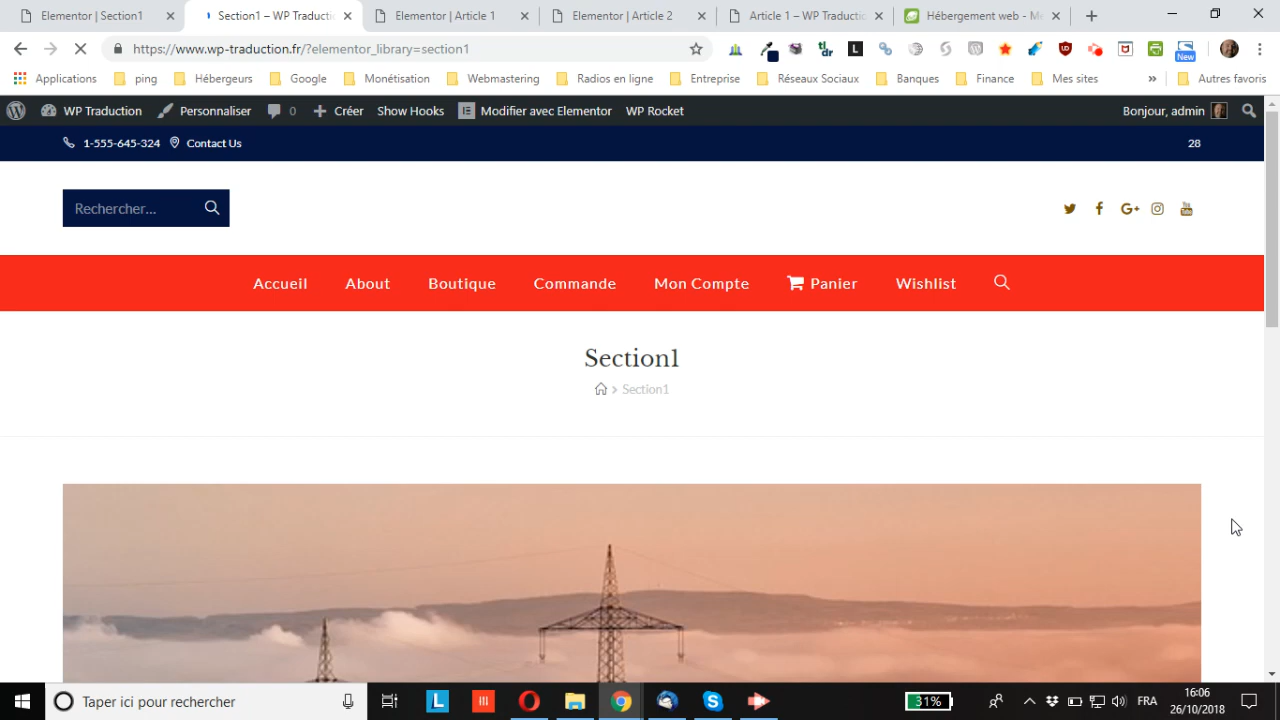 Elementor | Section1
Section1 – WP Traducti
Elementor | Article 1
Elementor | Article 2
Article 1 – WP Traductio
Hébergement web - Me
https://www.wp-traduction.fr/?elementor_library=section1
New
Applications
ping
Hébergeurs
Google
Monétisation
Webmastering
Radios en ligne
Entreprise
Réseaux Sociaux
Banques
Finance
Mes sites
»
Autres favoris
WP Traduction
Personnaliser
0
Créer
Show Hooks
Modifier avec Elementor
WP Rocket
Bonjour, admin
1-555-645-324
Contact Us
28
Rechercher...
Accueil
About
Boutique
Commande
Mon Compte
Panier
Wishlist
Section1
Section1
Taper ici pour rechercher
31%
FRA
16:06
26/10/2018